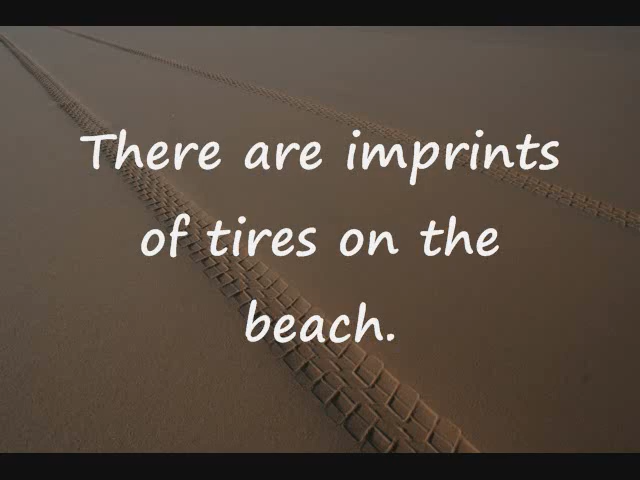 There are imprints
of tires on the
beach.